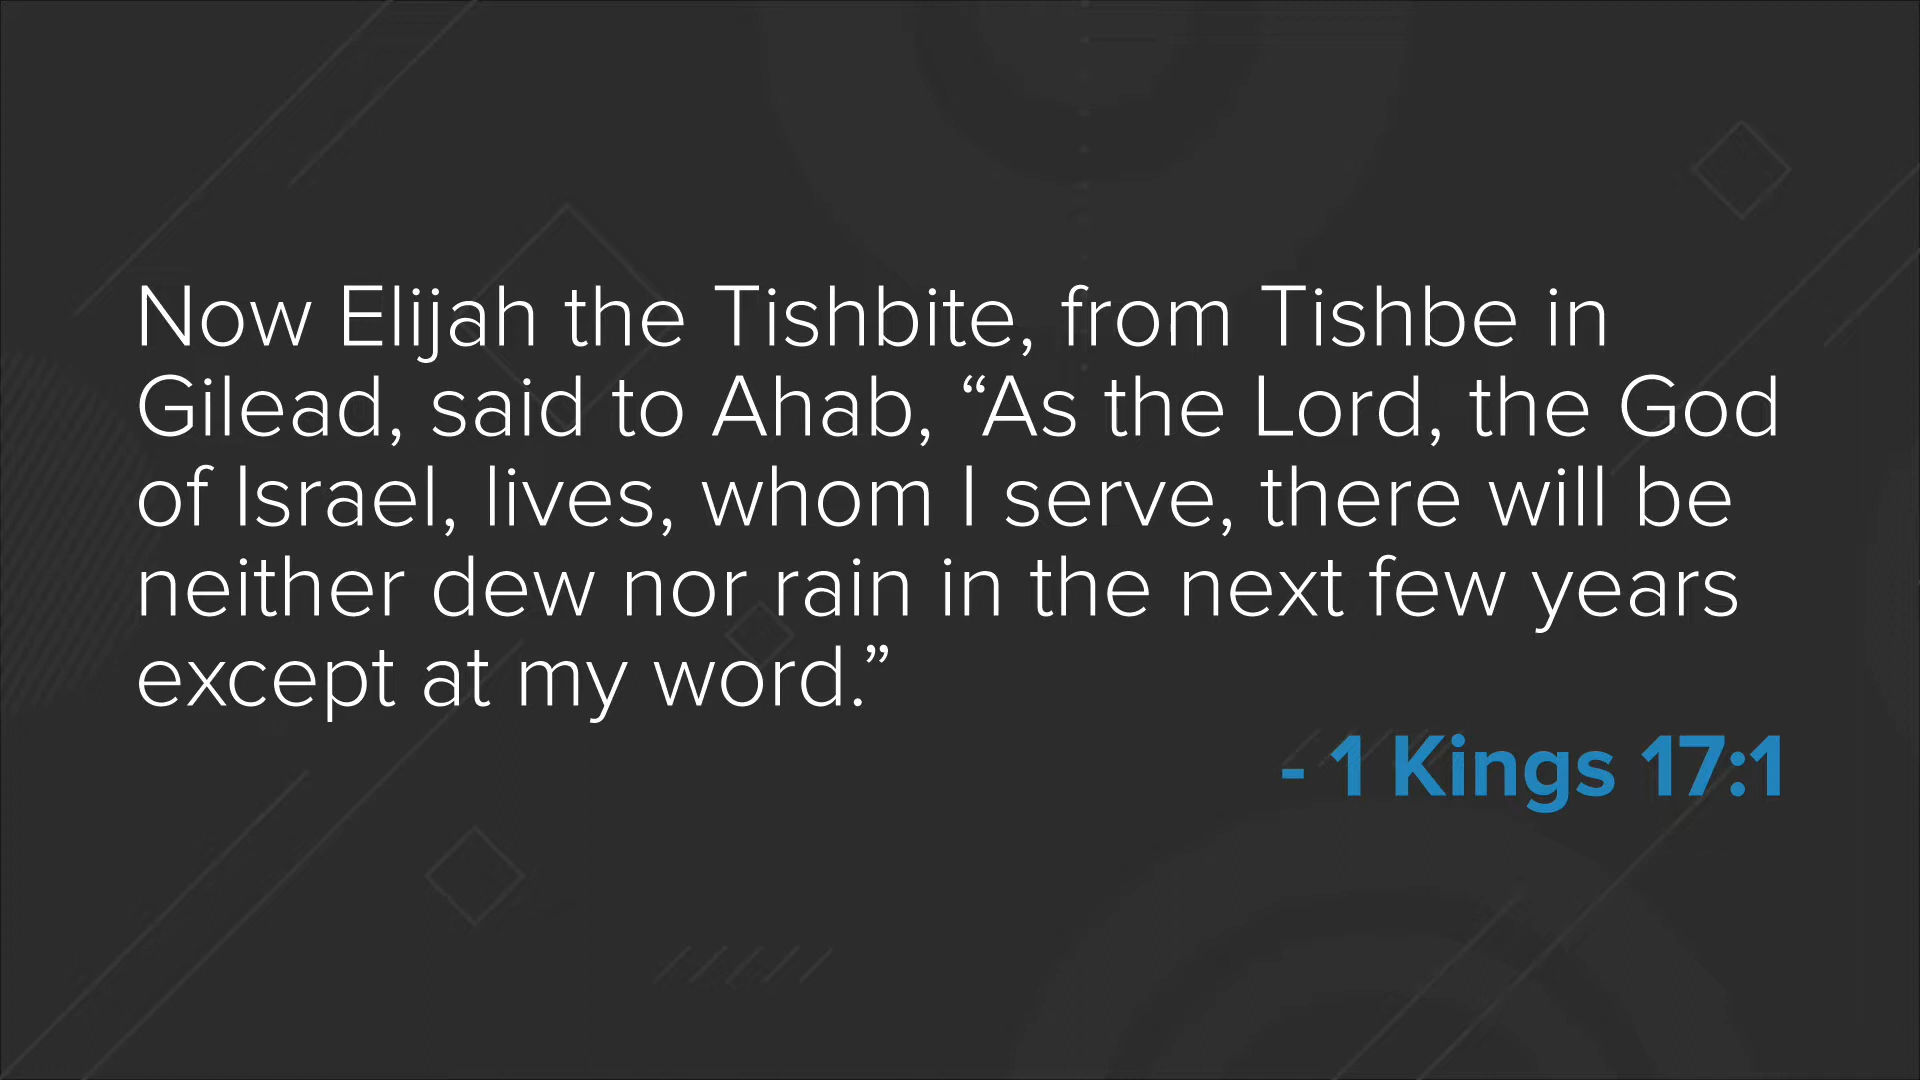 Now Elijah the Tishbite, from Tishbe in
Gilead, said to Ahab, “As the Lord, the God
of Israel, lives, whom I serve, there will be
neither dew nor rain in the next few years
except at my word.”
- 1 Kings 17:1